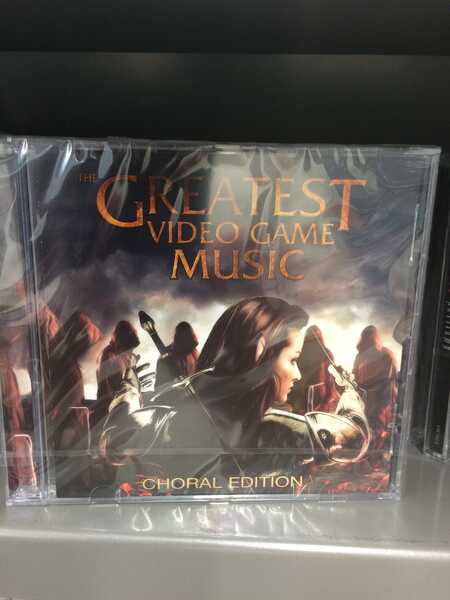 THE
GREATEST
VIDEO GAME
MUSIC
CHORAL EDITION